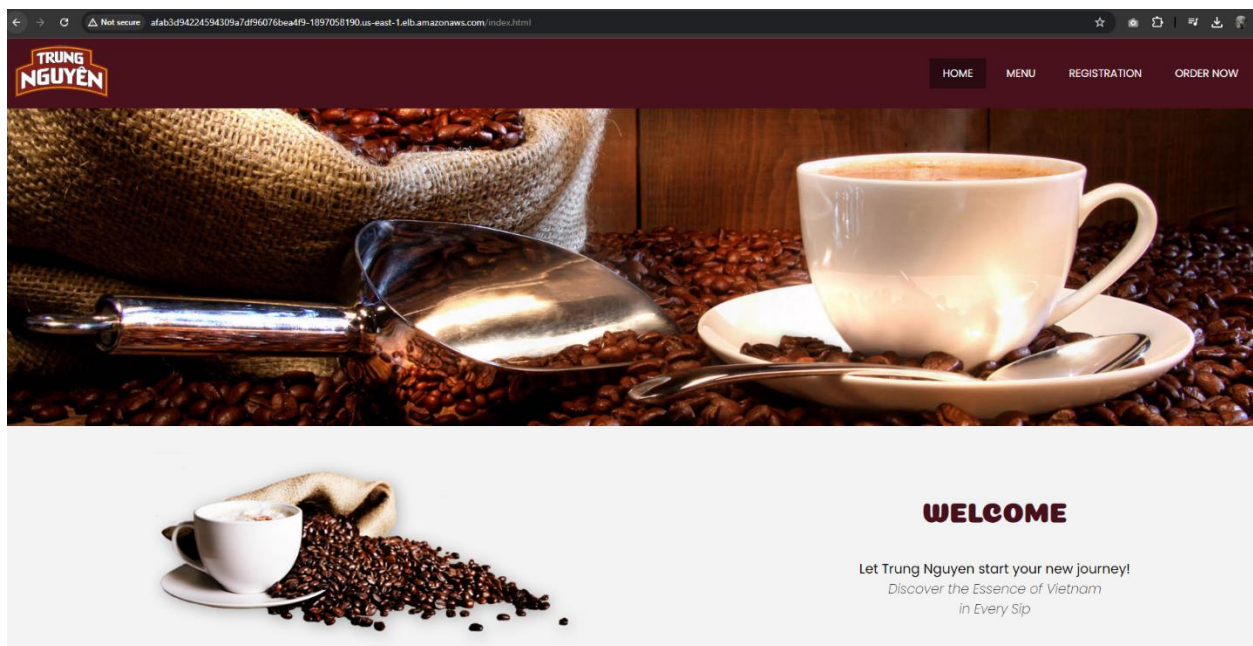 Not secure
afab3d94224594309a7df96076bea4f9-1897058190.us-east-1.elb.amazonaws.com/index.html
TRUNG
NGUYÊN
HOME
MENU
REGISTRATION
ORDER NOW
WELCOME
Let Trung Nguyen start your new journey!
Discover the Essence of Vietnam
in Every Sip